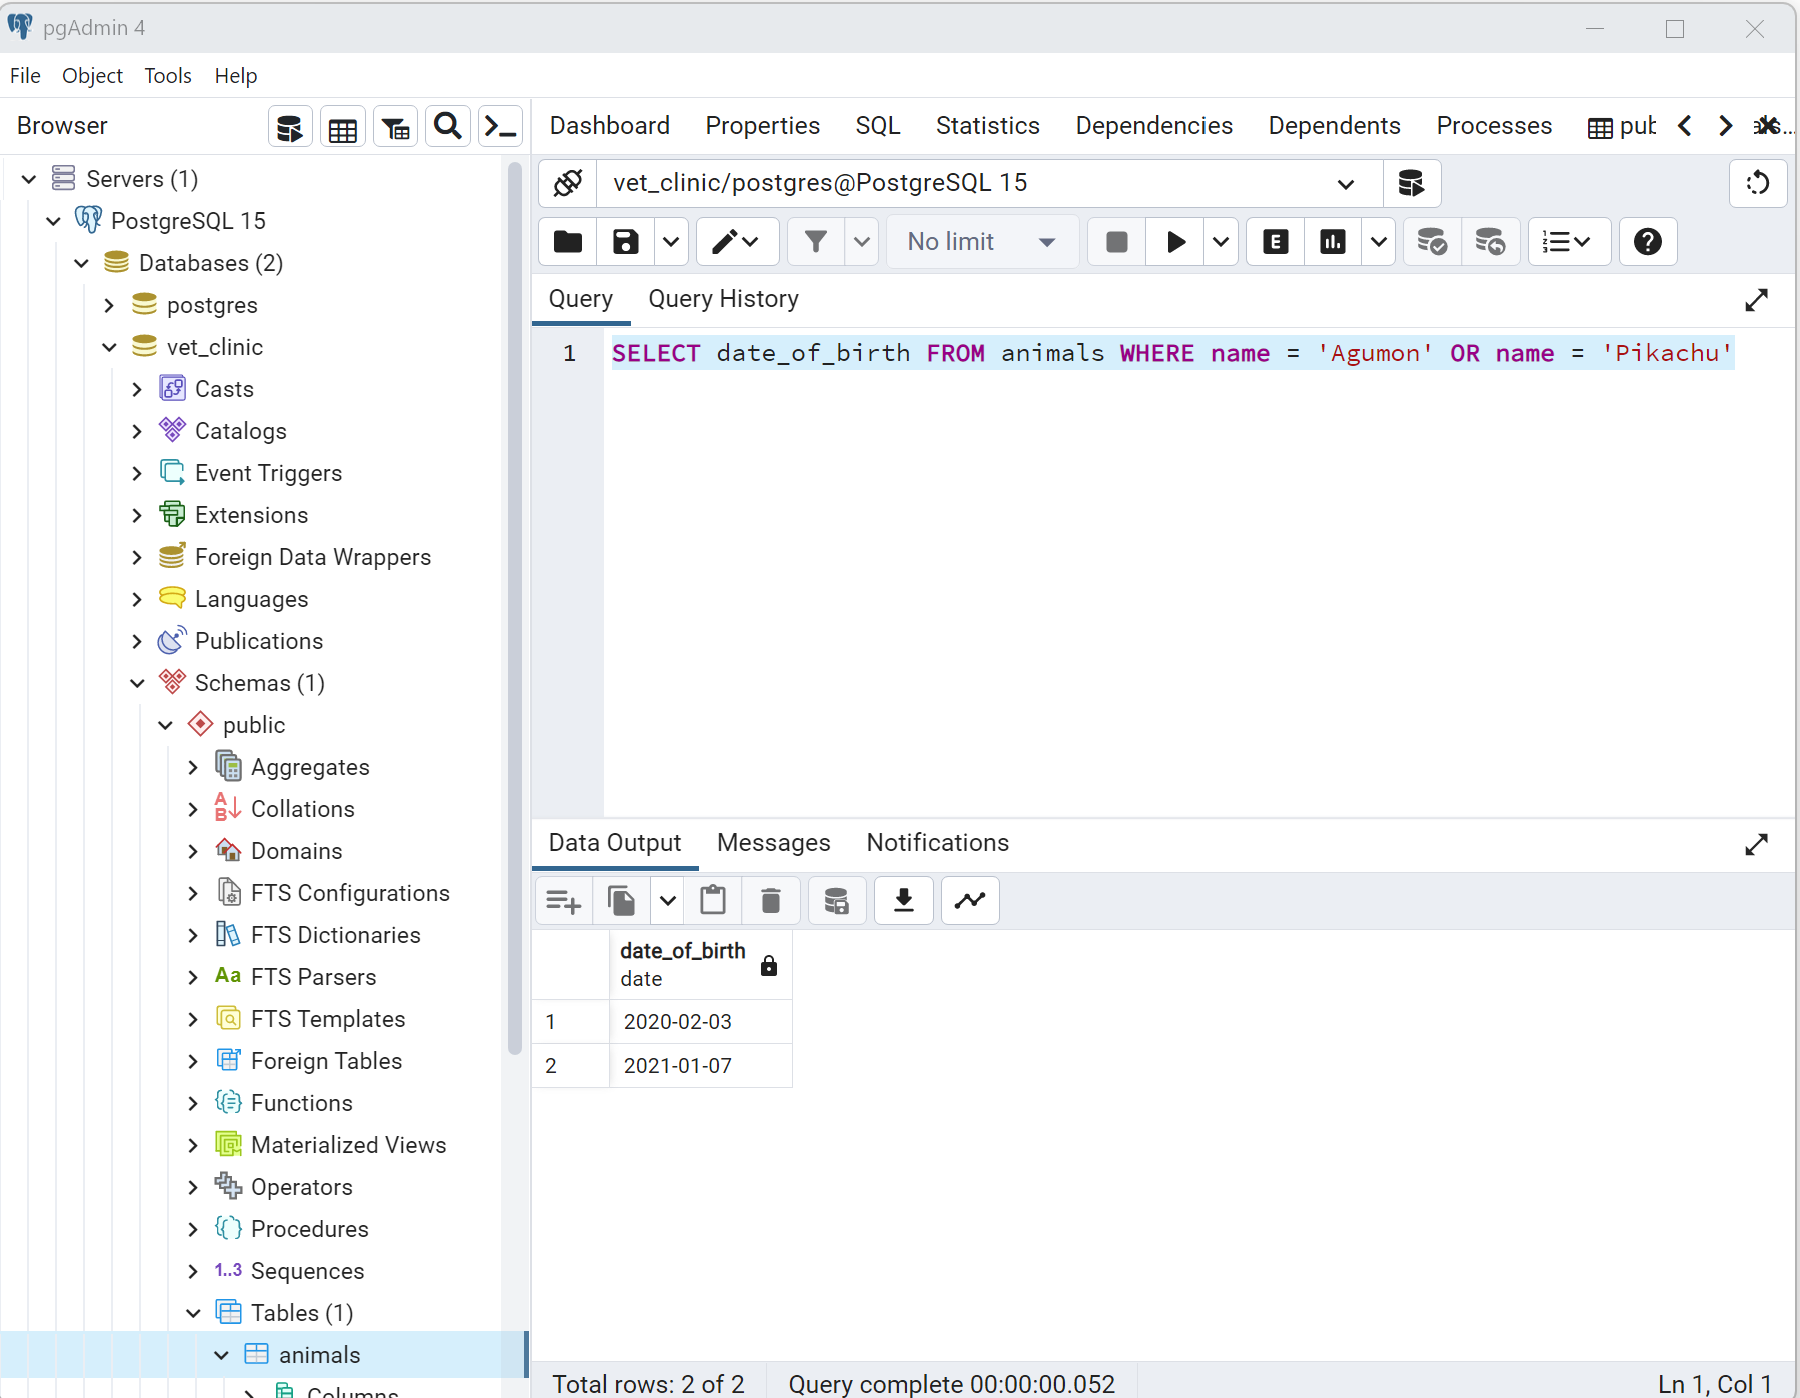 pgAdmin 4
File Object Tools Help
Browser
Dashboard Properties SQL Statistics Dependencies Dependents Processes pub
Servers (1)
PostgreSQL 15
Databases (2)
postgres
vet_clinic
Casts
Catalogs
Event Triggers
Extensions
Foreign Data Wrappers
Languages
Publications
Schemas (1)
public
Aggregates
Collations
Domains
FTS Configurations
FTS Dictionaries
Aa FTS Parsers
FTS Templates
Foreign Tables
Functions
Materialized Views
Operators
Procedures
1..3 Sequences
Tables (1)
animals
Columns
vet_clinic/postgres@PostgreSQL 15
No limit
E
Query Query History
1 SELECT date_of_birth FROM animals WHERE name = 'Agumon' OR name = 'Pikachu'
Data Output Messages Notifications
date_of_birth
date
1 2020-02-03
2 2021-01-07
Total rows: 2 of 2 Query complete 00:00:00.052 Ln 1, Col 1